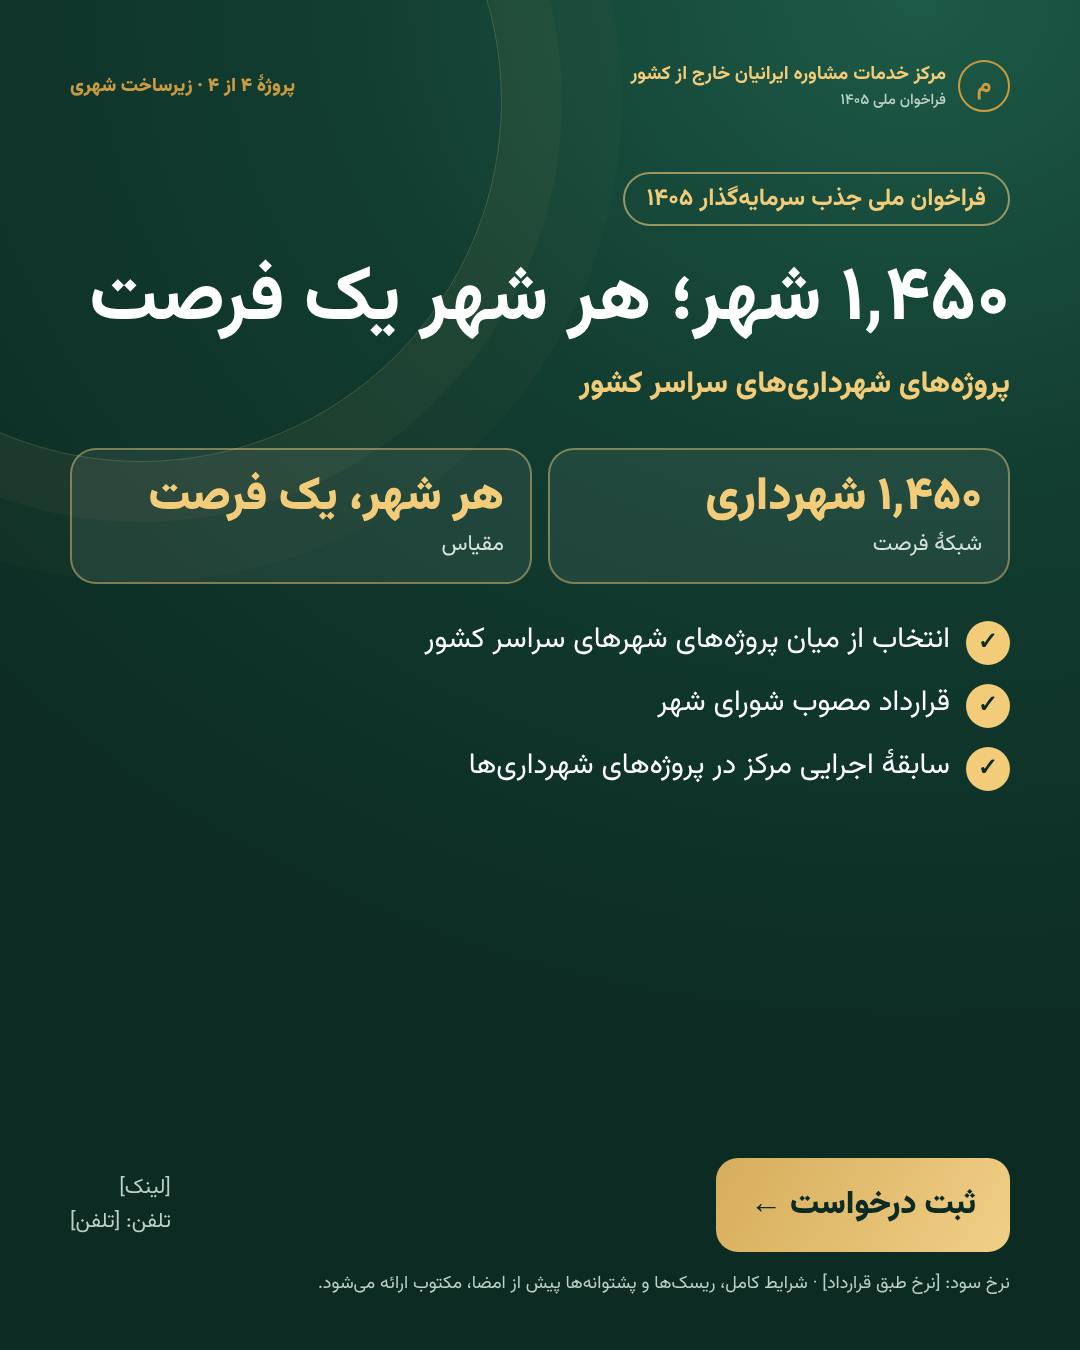 م
مرکز خدمات مشاوره ایرانیان خارج از کشور
فراخوان ملی ۱۴۰۵
پروژهٔ ۴ از ۴ · زیرساخت شهری
فراخوان ملی جذب سرمایه‌گذار ۱۴۰۵
۱,۴۵۰ شهر؛ هر شهر یک فرصت
پروژه‌های شهرداری‌های سراسر کشور
۱,۴۵۰ شهرداری
شبکهٔ فرصت
هر شهر، یک فرصت
مقیاس
✓ انتخاب از میان پروژه‌های شهرهای سراسر کشور
✓ قرارداد مصوب شورای شهر
✓ سابقهٔ اجرایی مرکز در پروژه‌های شهرداری‌ها
ثبت درخواست ←
[لینک]
تلفن: [تلفن]
نرخ سود: [نرخ طبق قرارداد] · شرایط کامل، ریسک‌ها و پشتوانه‌ها پیش از امضا، مکتوب ارائه می‌شود.